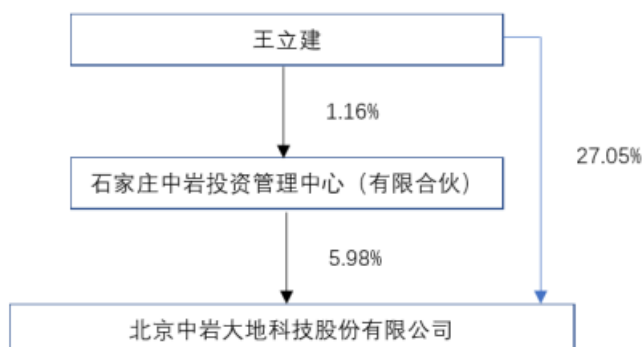 王立建
1.16%
27.05%
石家庄中岩投资管理中心（有限合伙）
5.98%
北京中岩大地科技股份有限公司